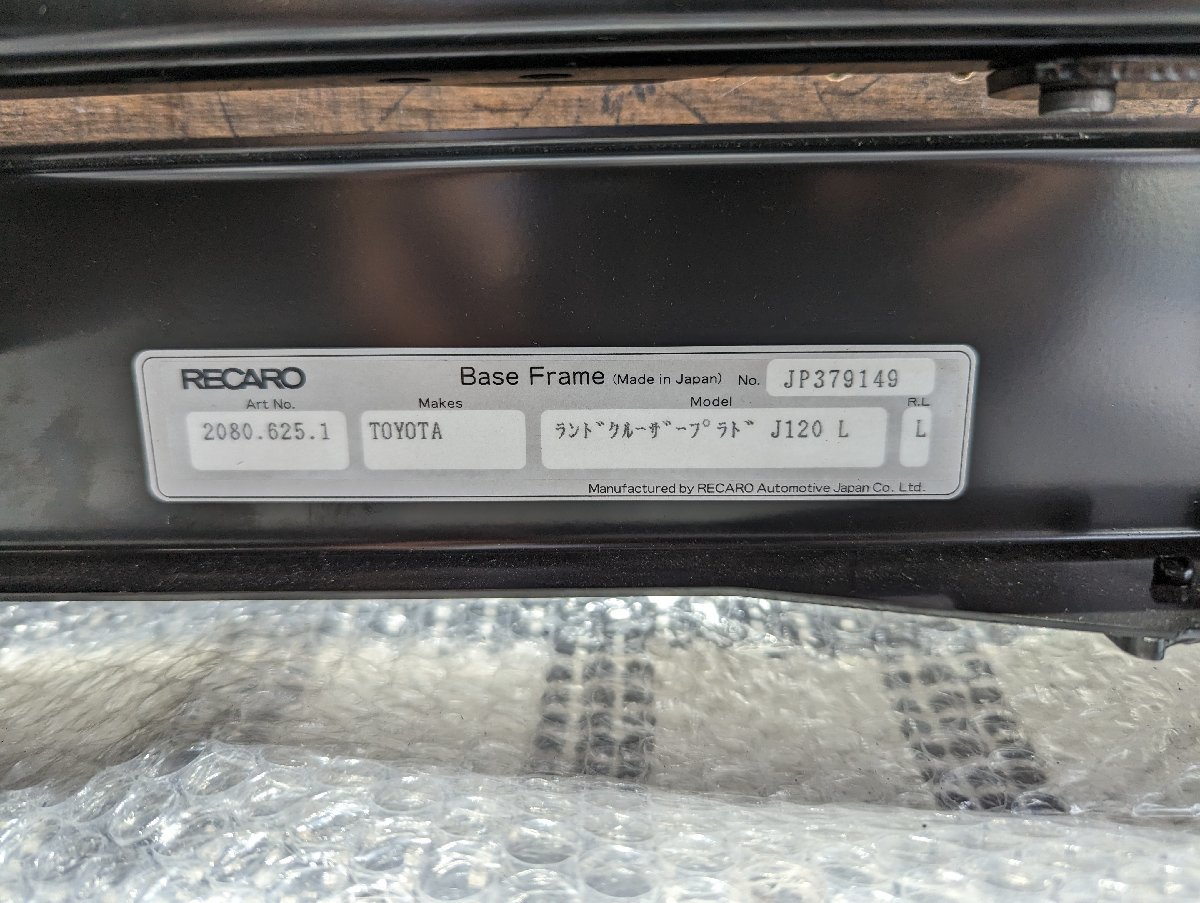 RECARO Base Frame (Made in Japan) No. JP379149
Art No. Makes Model R.L
2080.625.1 TOYOTA ﾗﾝﾄﾞｸﾙｰｻﾞｰﾌﾟﾗﾄﾞ J120 L L
Manufactured by RECARO Automotive Japan Co. Ltd.